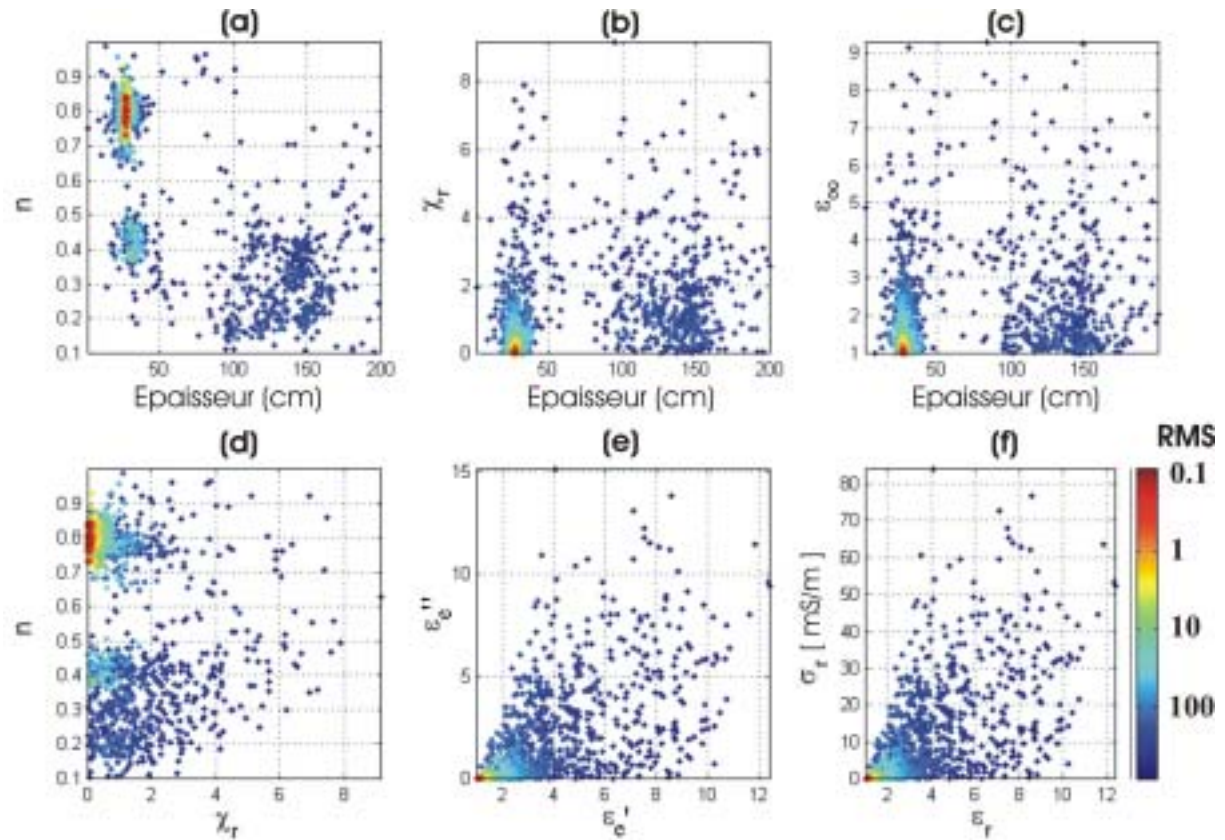 (a) (b) (c)
0.9
0.8
0.7
0.6
0.5
0.4
0.3
0.2
0.1
n
50 100 150 200
Epaisseur (cm)
8
6
4
2
0
χr
50 100 150 200
Epaisseur (cm)
9
8
7
6
5
4
3
2
1
ε∞
50 100 150
Epaisseur (cm)
(d) (e) (f)
0.9
0.8
0.7
0.6
0.5
0.4
0.3
0.2
0.1
n
0 2 4 6 8
χr
15
10
5
0
εe''
2 4 6 8 10 12
εe'
80
70
60
50
40
30
20
10
0
σr [ mS/m ]
2 4 6 8 10 12
εr
RMS
0.1
1
10
100